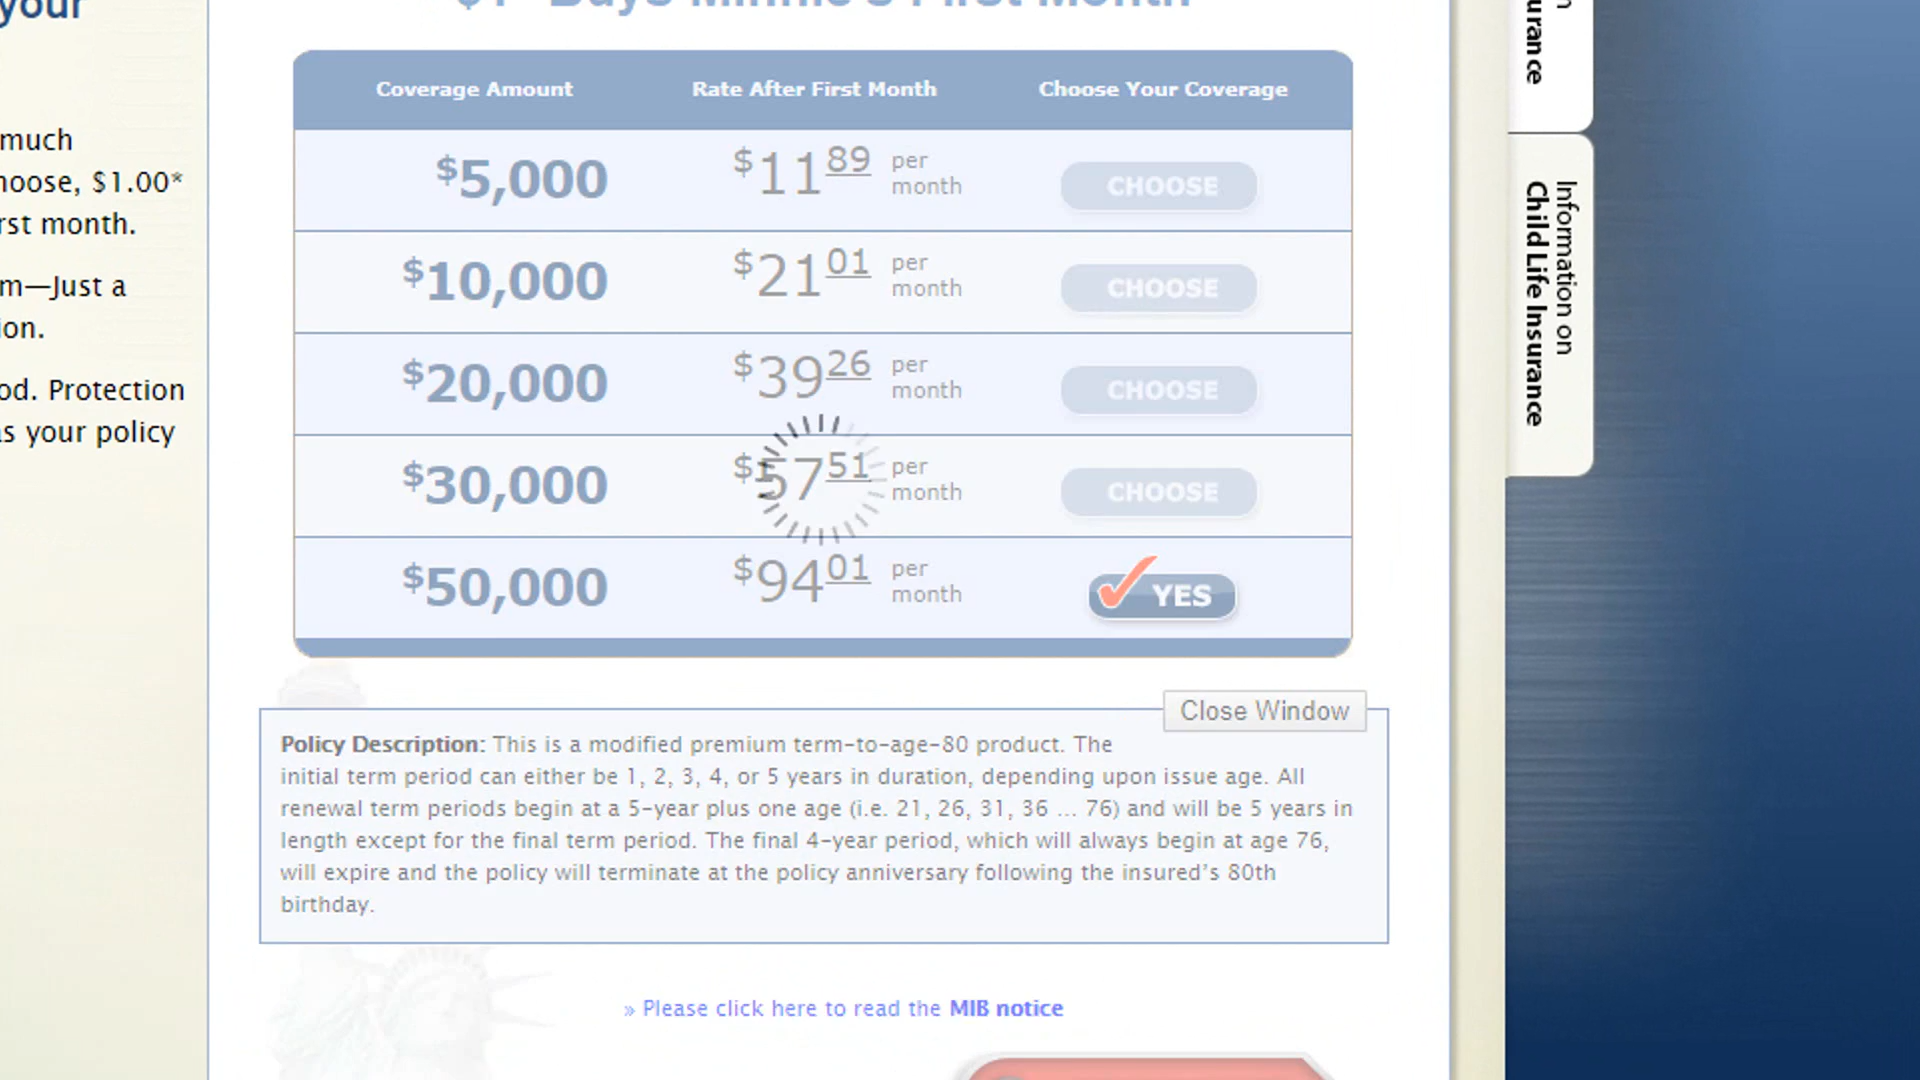 your
$1* Buys Minnie's First Month
much
hoose, $1.00*
rst month.
m—Just a
ion.
od. Protection
as your policy
Coverage Amount Rate After First Month Choose Your Coverage
$5,000 $11 89 per month CHOOSE
$10,000 $21 01 per month CHOOSE
$20,000 $39 26 per month CHOOSE
$30,000 $57 51 per month CHOOSE
$50,000 $94 01 per month YES
Close Window
Policy Description: This is a modified premium term-to-age-80 product. The
initial term period can either be 1, 2, 3, 4, or 5 years in duration, depending upon issue age. All
renewal term periods begin at a 5-year plus one age (i.e. 21, 26, 31, 36 ... 76) and will be 5 years in
length except for the final term period. The final 4-year period, which will always begin at age 76,
will expire and the policy will terminate at the policy anniversary following the insured's 80th
birthday.
» Please click here to read the MIB notice
n
urance
Information on
Child Life Insurance